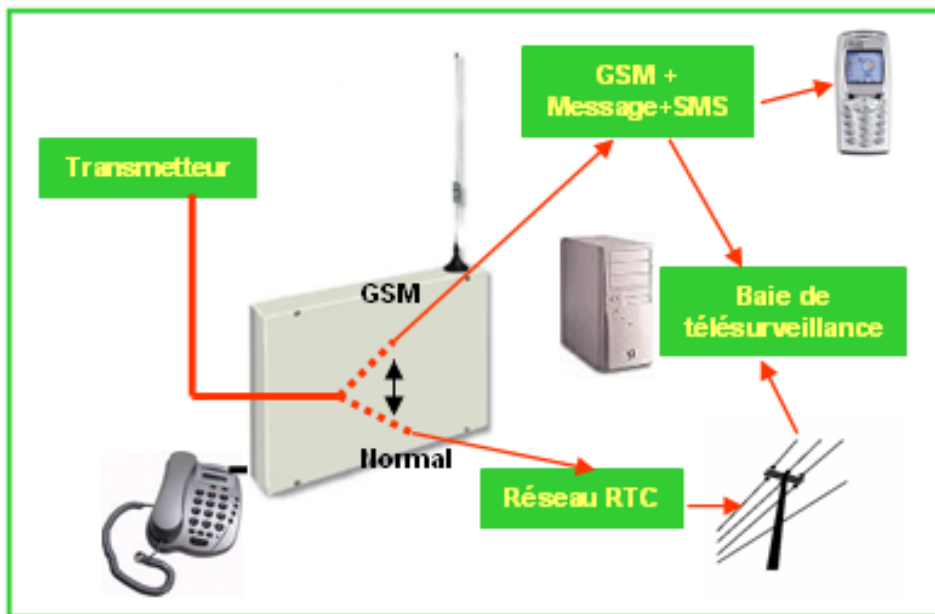 GSM +
Message+SMS
Transmetteur
GSM
Baie de
télésurveillance
Normal
Réseau RTC